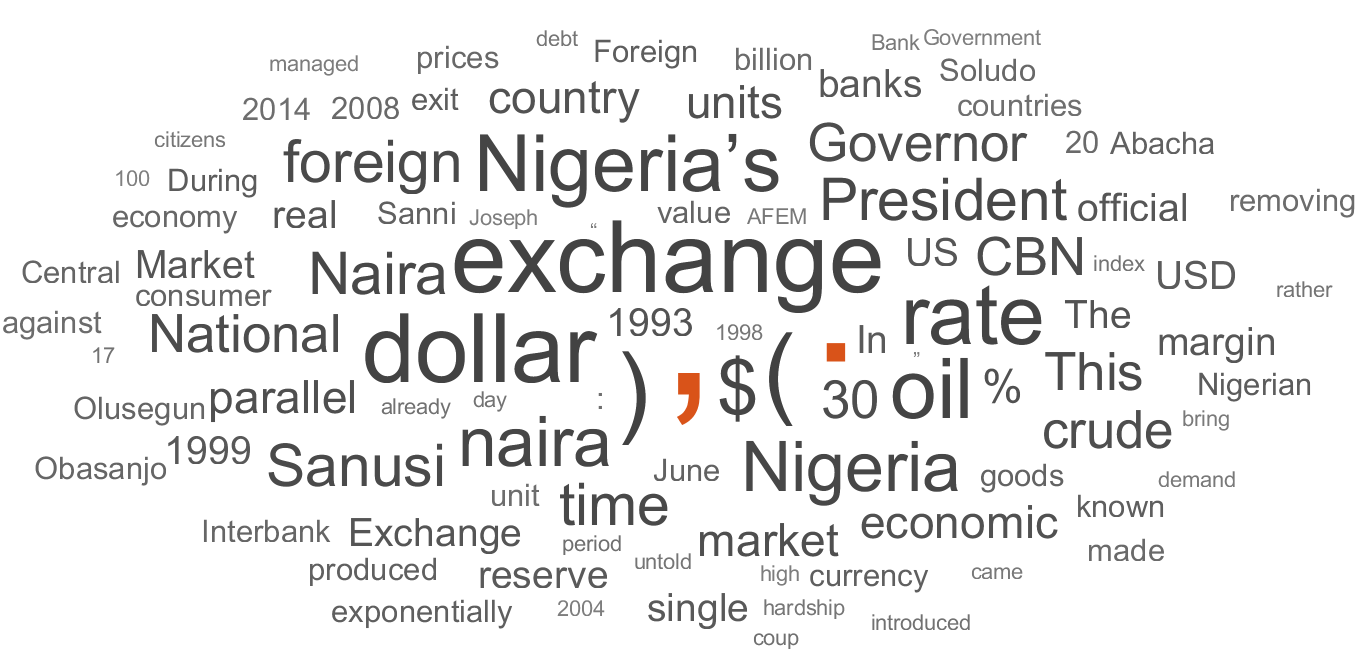 debt
Bank Government
managed prices Foreign billion
banks Soludo
2014 2008 exit country units countries
citizens foreign Nigeria’s Governor 20 Abacha
100 During
economy real Sanni Joseph value AFEM President official removing
“
Central Market Naira exchange US CBN index USD
consumer rather
against National dollar 1993 1998 . In rate The margin
17
Olusegun parallel already day : ) , $ ( 30 oil % ” This Nigerian
bring
Obasanjo 1999 Sanusi naira June Nigeria crude goods demand
unit time known
Interbank Exchange period market economic made
untold
produced reserve high currency came
exponentially 2004 single hardship introduced
coup